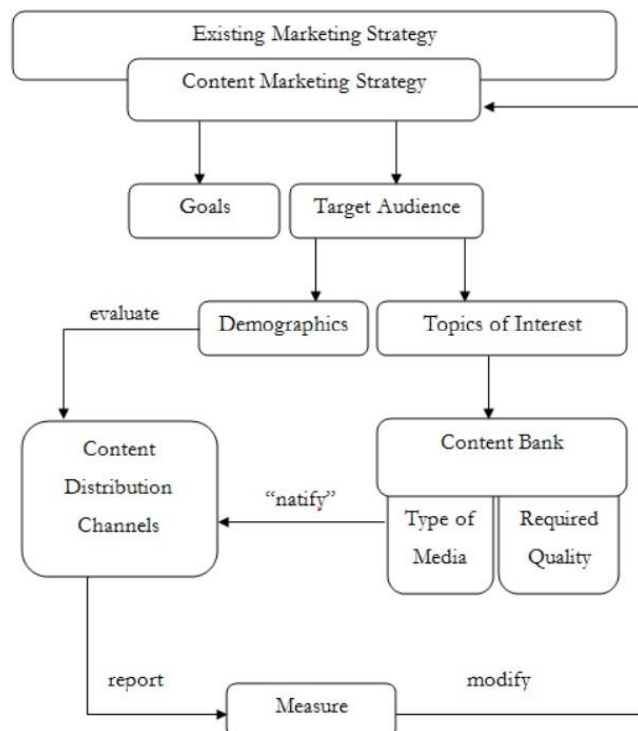 Existing Marketing Strategy
Content Marketing Strategy
Goals
Target Audience
evaluate
Demographics
Topics of Interest
Content
Distribution
Channels
Content Bank
“natify”
Type of
Media
Required
Quality
report
Measure
modify